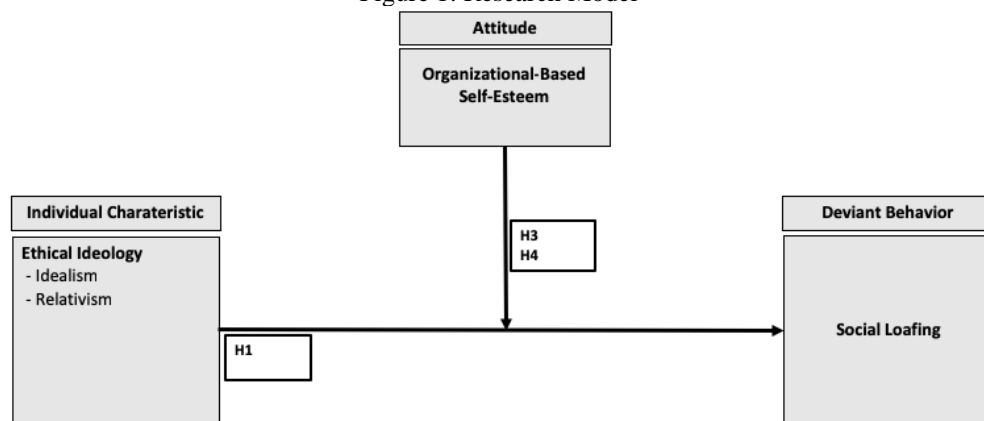 Figure 1. Research Model
Attitude
Organizational-Based
Self-Esteem
Individual Charateristic
Ethical Ideology
- Idealism
- Relativism
H3
H4
H1
Deviant Behavior
Social Loafing